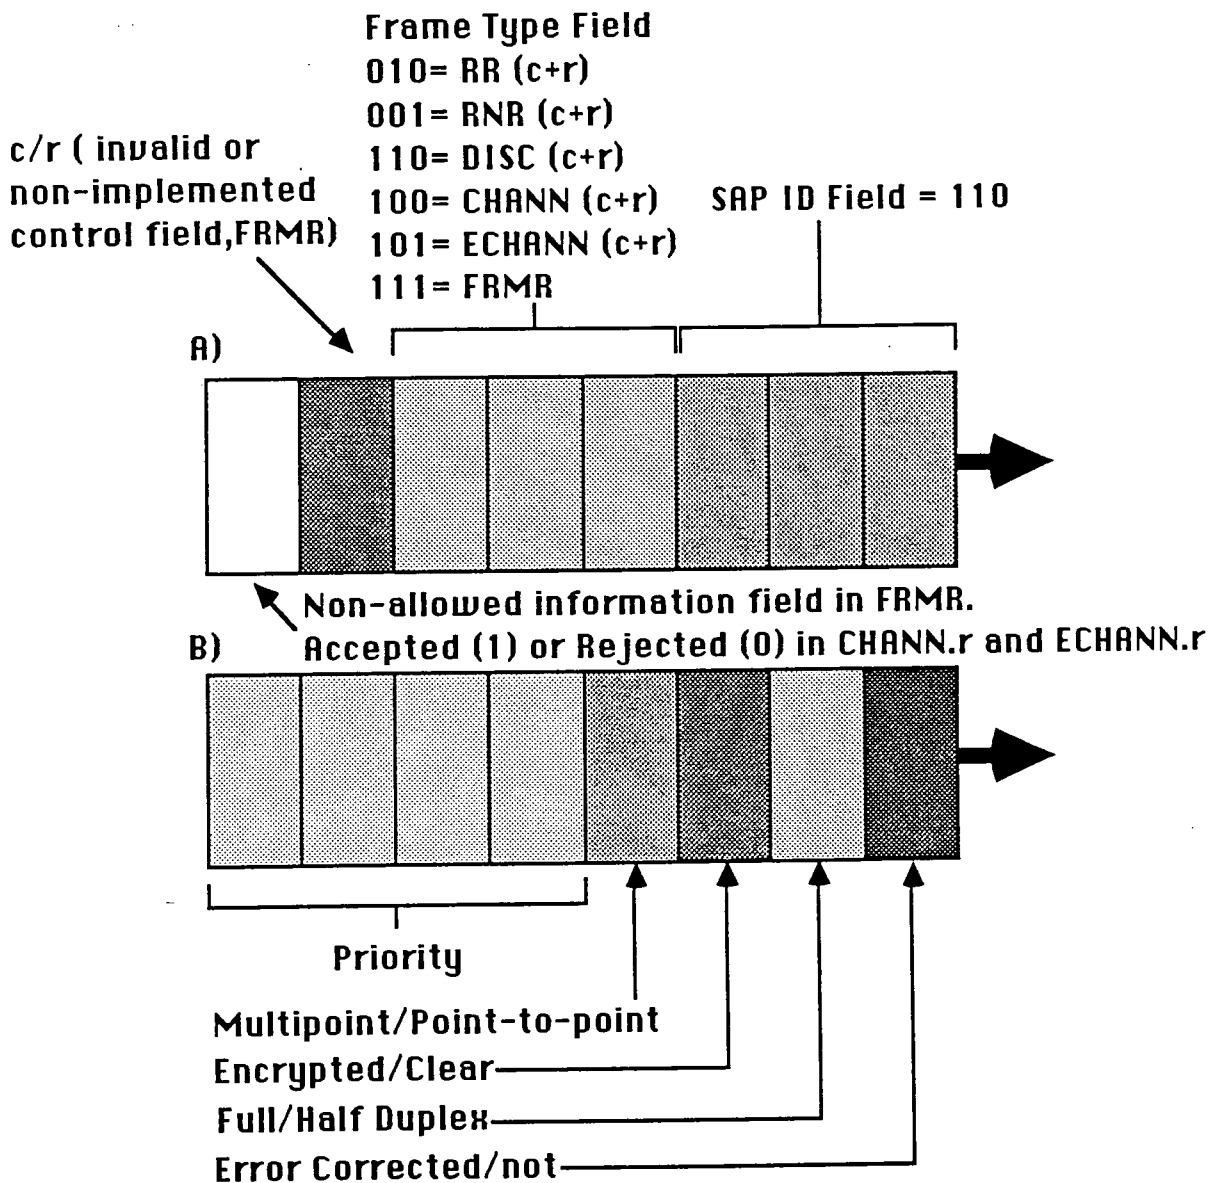 Frame Type Field
010= RR (c+r)
001= RNR (c+r)
110= DISC (c+r)
100= CHANN (c+r)
101= ECHANN (c+r)
111= FRMR
c/r ( invalid or
non-implemented
control field,FRMR)
SAP ID Field = 110
A)
Non-allowed information field in FRMR.
Accepted (1) or Rejected (0) in CHANN.r and ECHANN.r
B)
Priority
Multipoint/Point-to-point
Encrypted/Clear
Full/Half Duplex
Error Corrected/not